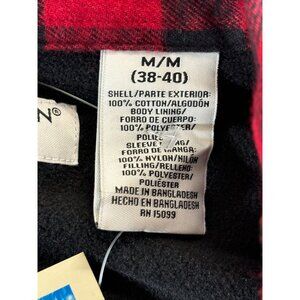 N®
M/M
(38-40)
SHELL/PARTE EXTERIOR:
100% COTTON/ALGODÓN
BODY LINING/
FORRO DE CUERPO:
100% POLYESTER/
POLIÉS
SLEEVE
FORRO DE MANGA:
100% NYLON/NILÓN
FILLING/RELLENO:
100% POLYESTER/
POLIÉSTER
MADE IN BANGLADESH
HECHO EN BANGLADESH
RN 15099